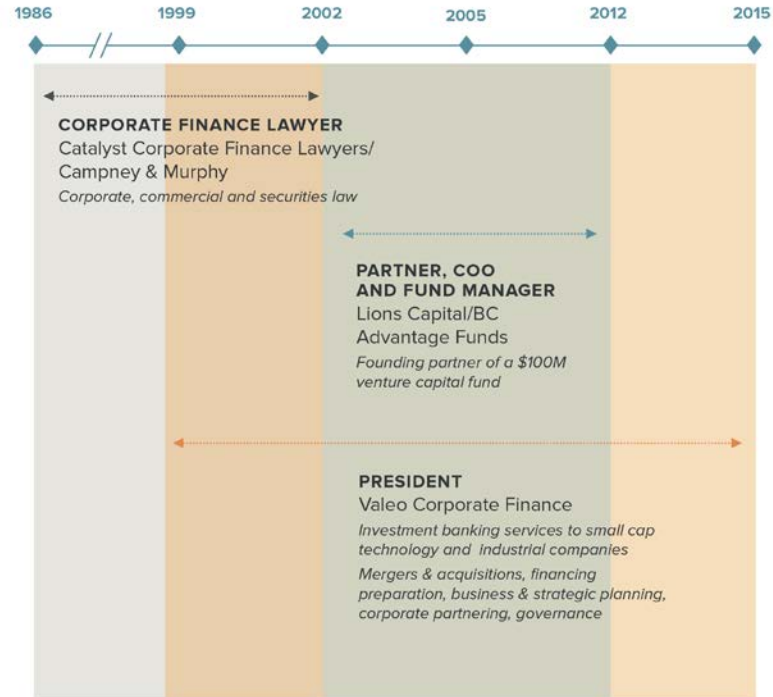 1986 1999 2002 2005 2012 2015
CORPORATE FINANCE LAWYER
Catalyst Corporate Finance Lawyers/
Campney & Murphy
Corporate, commercial and securities law
PARTNER, COO
AND FUND MANAGER
Lions Capital/BC
Advantage Funds
Founding partner of a $100M
venture capital fund
PRESIDENT
Valeo Corporate Finance
Investment banking services to small cap
technology and industrial companies
Mergers & acquisitions, financing
preparation, business & strategic planning,
corporate partnering, governance